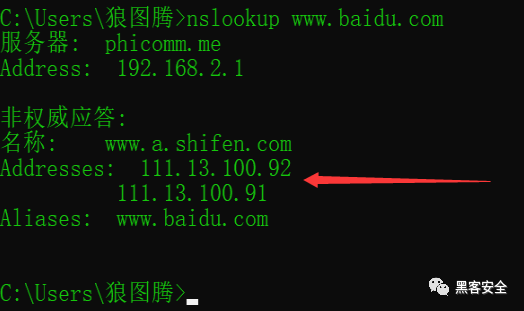 C:\Users\狼图腾>nslookup www.baidu.com
服务器:  phicomm.me
Address:  192.168.2.1
非权威应答:
名称:    www.a.shifen.com
Addresses:  111.13.100.92
          111.13.100.91
Aliases:  www.baidu.com
C:\Users\狼图腾>
黑客安全